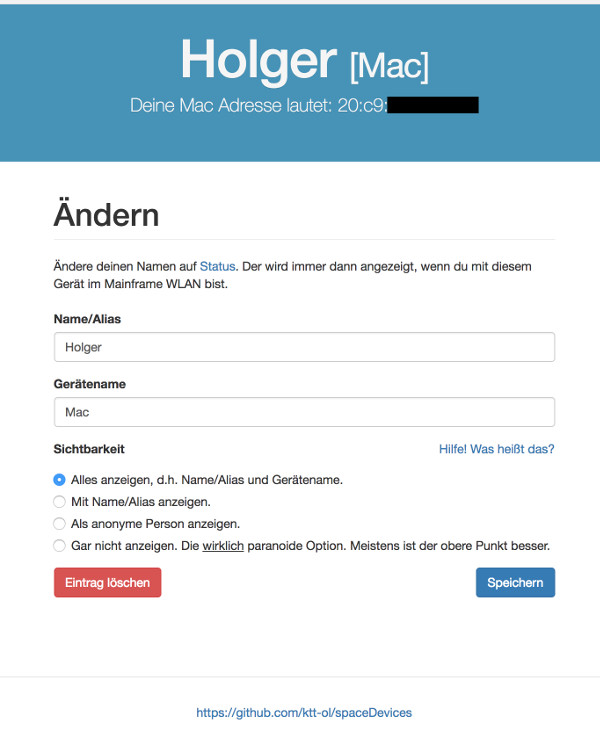 Holger [Mac]
Deine Mac Adresse lautet: 20:c9:
Ändern
Ändere deinen Namen auf Status. Der wird immer dann angezeigt, wenn du mit diesem
Gerät im Mainframe WLAN bist.
Name/Alias
Holger
Gerätename
Mac
Sichtbarkeit Hilfe! Was heißt das?
Alles anzeigen, d.h. Name/Alias und Gerätename.
Mit Name/Alias anzeigen.
Als anonyme Person anzeigen.
Gar nicht anzeigen. Die wirklich paranoide Option. Meistens ist der obere Punkt besser.
Eintrag löschen Speichern
https://github.com/ktt-ol/spaceDevices